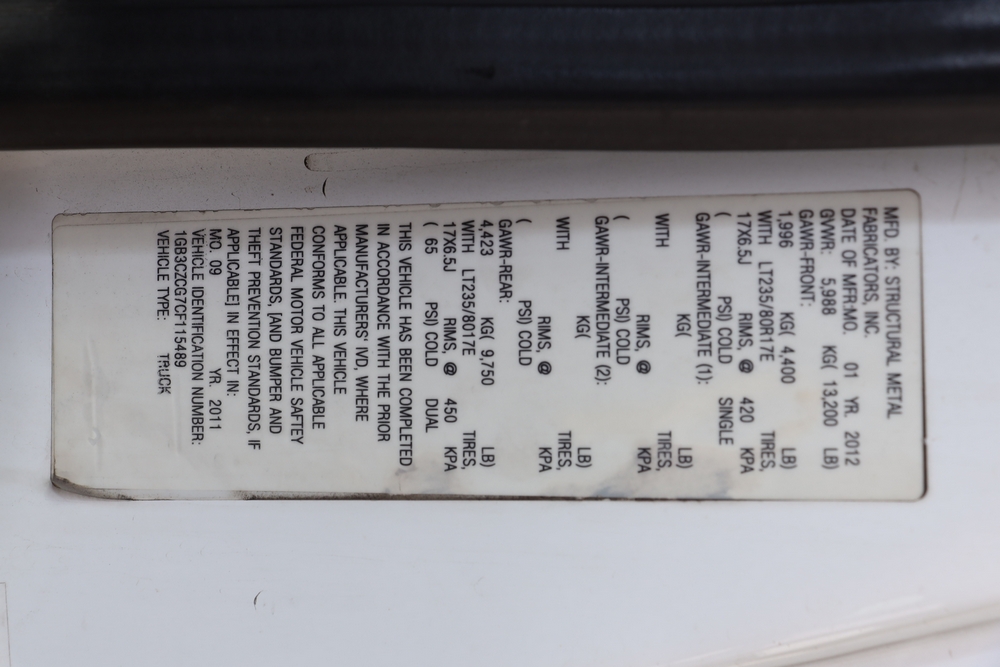 MFD. BY: STRUCTURAL METAL
FABRICATORS, INC.
DATE OF MFR:MO. 01 YR. 2012
GVWR: 5,988 KG( 13,200 LB)
GAWR-FRONT:
1,996 KG( 4,400 LB)
WITH LT235/80R17E TIRES,
17X6.5J RIMS, @ 420 KPA
( PSI) COLD SINGLE
GAWR-INTERMEDIATE (1):
KG( LB)
WITH TIRES,
RIMS, @ KPA
( PSI) COLD
GAWR-INTERMEDIATE (2):
KG( LB)
WITH TIRES,
RIMS, @ KPA
( PSI) COLD
GAWR-REAR:
4,423 KG( 9,750 LB)
WITH LT235/8017E TIRES,
17X6.5J RIMS, @ 450 KPA
( 65 PSI) COLD DUAL
THIS VEHICLE HAS BEEN COMPLETED
IN ACCORDANCE WITH THE PRIOR
MANUFACTURERS' IVD, WHERE
APPLICABLE. THIS VEHICLE
CONFORMS TO ALL APPLICABLE
FEDERAL MOTOR VEHICLE SAFTEY
STANDARDS, [AND BUMPER AND
THEFT PREVENTION STANDARDS, IF
APPLICABLE] IN EFFECT IN:
MO. 09 YR. 2011
VEHICLE IDENTIFICATION NUMBER:
1GB3CZCG7CF115489
VEHICLE TYPE: TRUCK